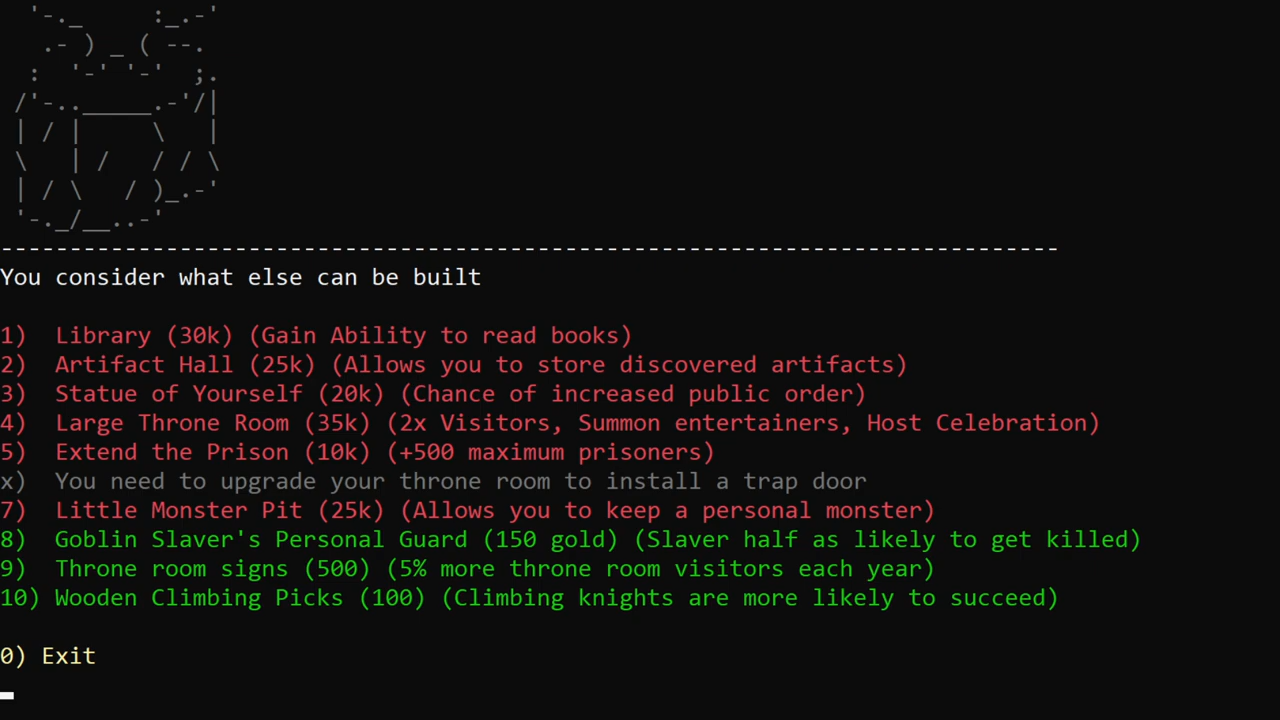 You consider what else can be built
1) Library (30k) (Gain Ability to read books)
2) Artifact Hall (25k) (Allows you to store discovered artifacts)
3) Statue of Yourself (20k) (Chance of increased public order)
4) Large Throne Room (35k) (2x Visitors, Summon entertainers, Host Celebration)
5) Extend the Prison (10k) (+500 maximum prisoners)
x) You need to upgrade your throne room to install a trap door
7) Little Monster Pit (25k) (Allows you to keep a personal monster)
8) Goblin Slaver's Personal Guard (150 gold) (Slaver half as likely to get killed)
9) Throne room signs (500) (5% more throne room visitors each year)
10) Wooden Climbing Picks (100) (Climbing knights are more likely to succeed)
0) Exit